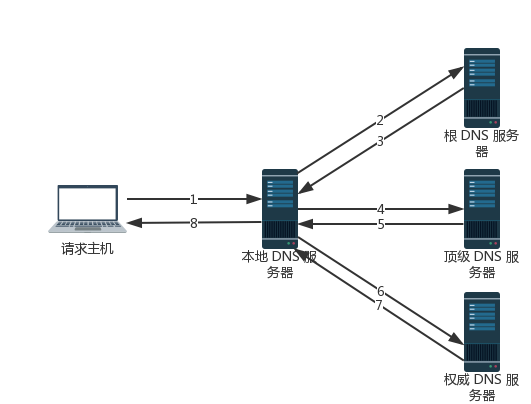 2
3
根 DNS 服务
器
1
4
8
5
请求主机
本地 DNS 服
务器
顶级 DNS 服
务器
6
7
权威 DNS 服
务器